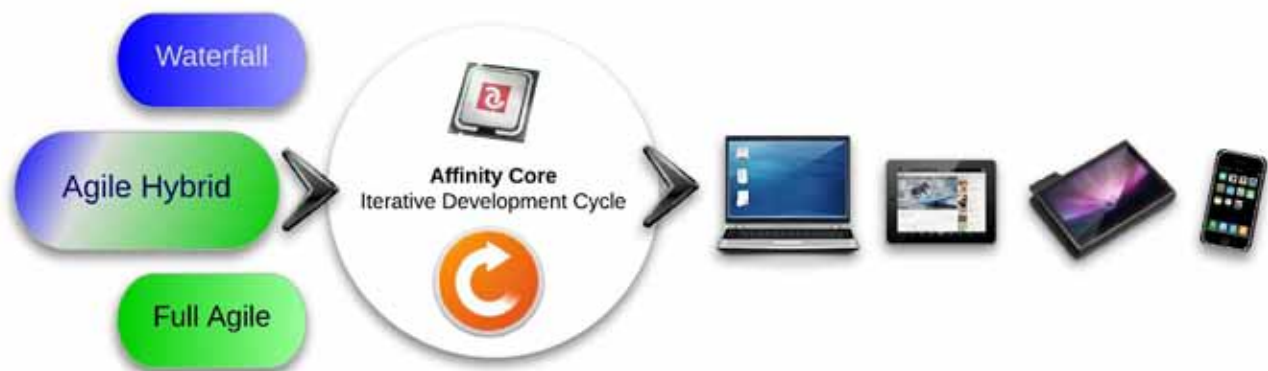 Waterfall
Agile Hybrid
Full Agile
Affinity Core
Iterative Development Cycle